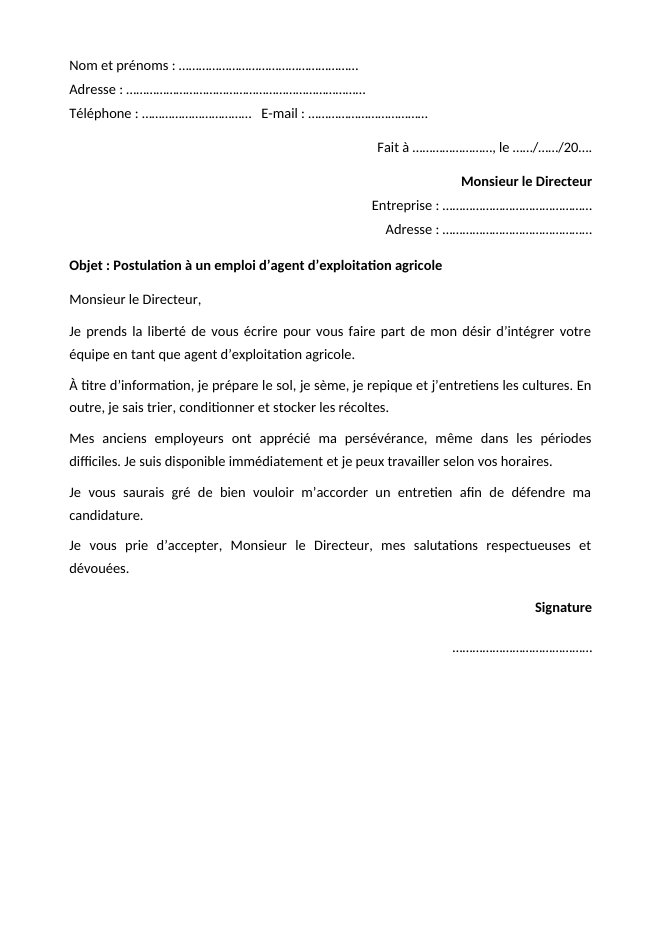 Nom et prénoms : ……………………………………………….
Adresse : ………………………………………………………………
Téléphone : …………………………… E-mail : ………………………………
Fait à ……………………, le ……/……/20….
Monsieur le Directeur
Entreprise : ………………………………………
Adresse : ………………………………………
Objet : Postulation à un emploi d’agent d’exploitation agricole
Monsieur le Directeur,
Je prends la liberté de vous écrire pour vous faire part de mon désir d’intégrer votre
équipe en tant que agent d’exploitation agricole.
À titre d’information, je prépare le sol, je sème, je repique et j’entretiens les cultures. En
outre, je sais trier, conditionner et stocker les récoltes.
Mes anciens employeurs ont apprécié ma persévérance, même dans les périodes
difficiles. Je suis disponible immédiatement et je peux travailler selon vos horaires.
Je vous saurais gré de bien vouloir m’accorder un entretien afin de défendre ma
candidature.
Je vous prie d’accepter, Monsieur le Directeur, mes salutations respectueuses et
dévouées.
Signature
……………………………………